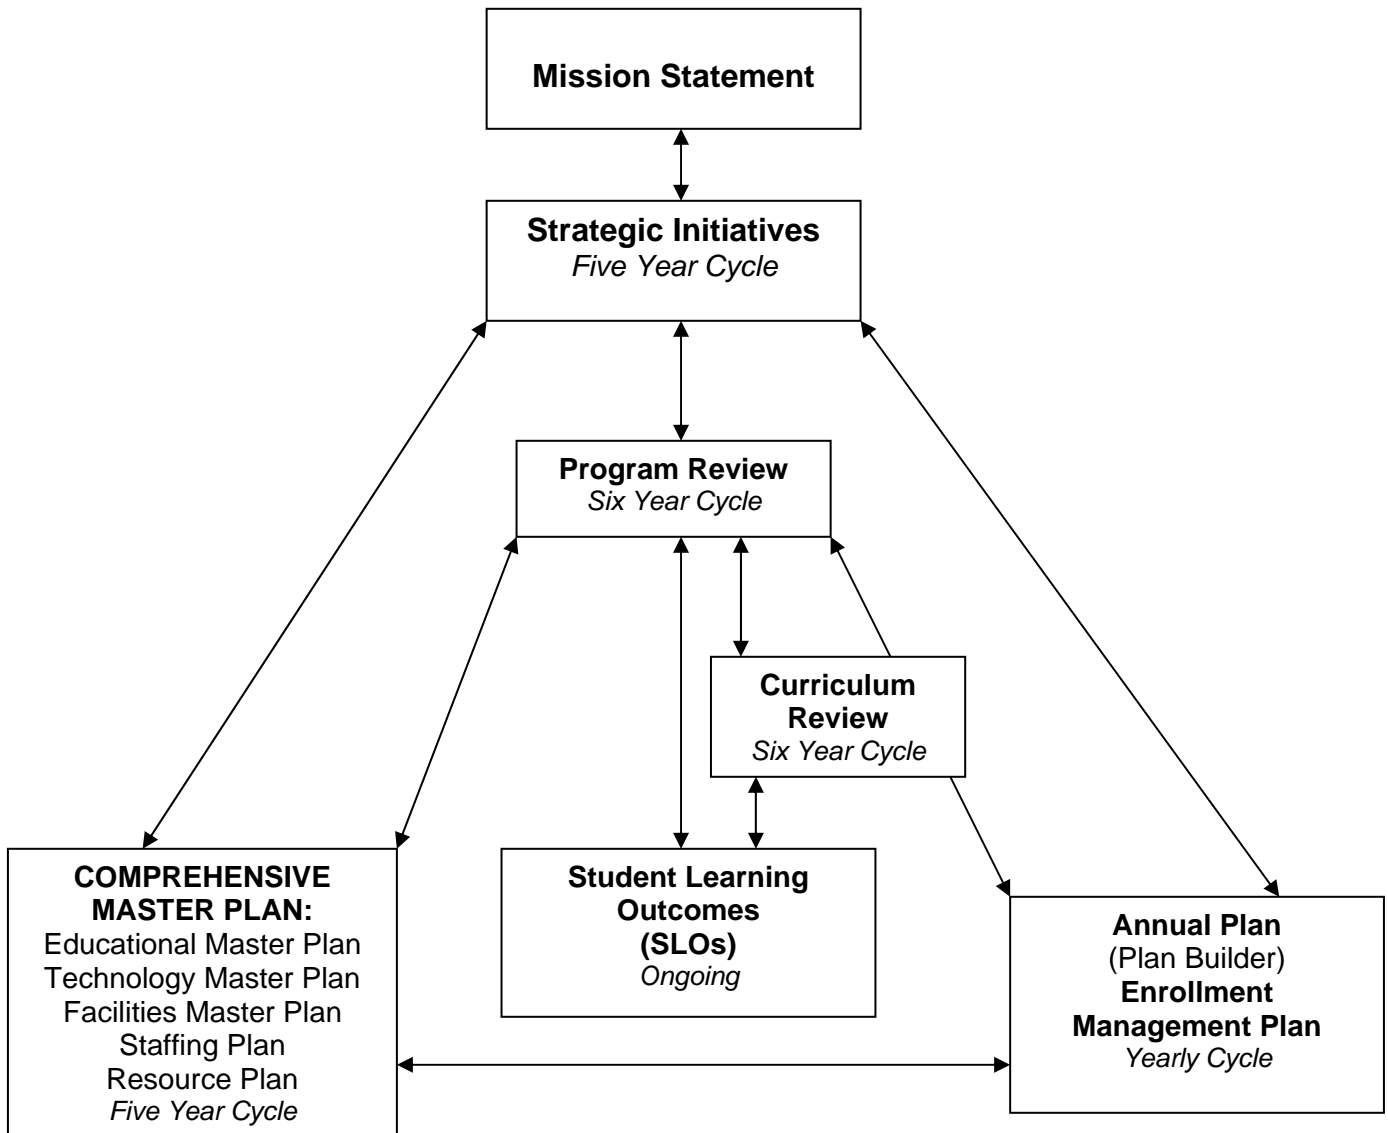 Mission Statement
Strategic Initiatives
Five Year Cycle
Program Review
Six Year Cycle
Curriculum
Review
Six Year Cycle
COMPREHENSIVE
MASTER PLAN:
Educational Master Plan
Technology Master Plan
Facilities Master Plan
Staffing Plan
Resource Plan
Five Year Cycle
Student Learning
Outcomes
(SLOs)
Ongoing
Annual Plan
(Plan Builder)
Enrollment
Management Plan
Yearly Cycle